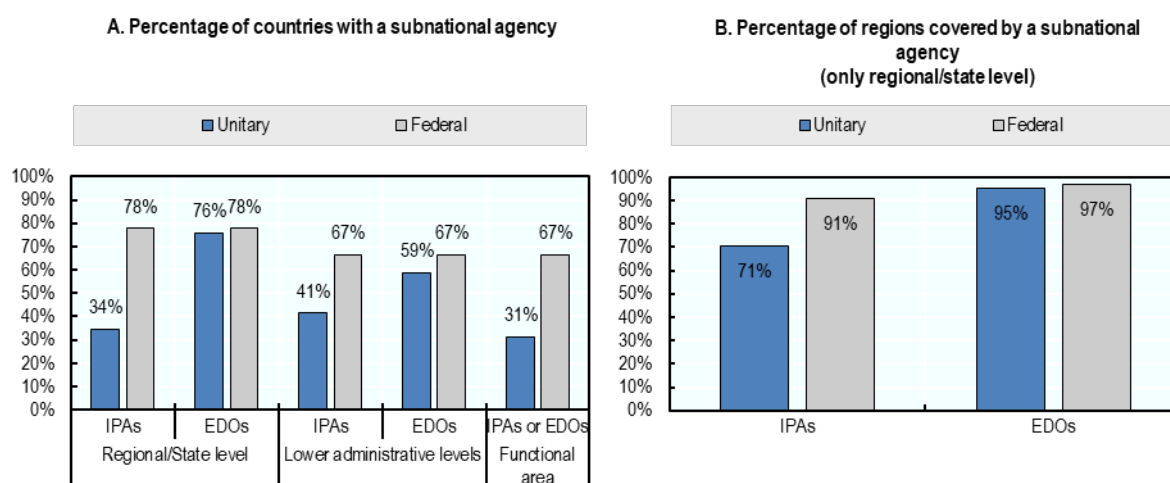 A. Percentage of countries with a subnational agency
Unitary Federal
100%
90%
80%
70%
60%
50%
40%
30%
20%
10%
0%
34% 78% 76% 78% 41% 67% 59% 67% 31% 67%
IPAs EDOs IPAs EDOs IPAs or EDOs
Regional/State level Lower administrative levels Functional
area
B. Percentage of regions covered by a subnational
agency
(only regional/state level)
Unitary Federal
100%
90%
80%
70%
60%
50%
40%
30%
20%
10%
0%
71% 91% 95% 97%
IPAs EDOs